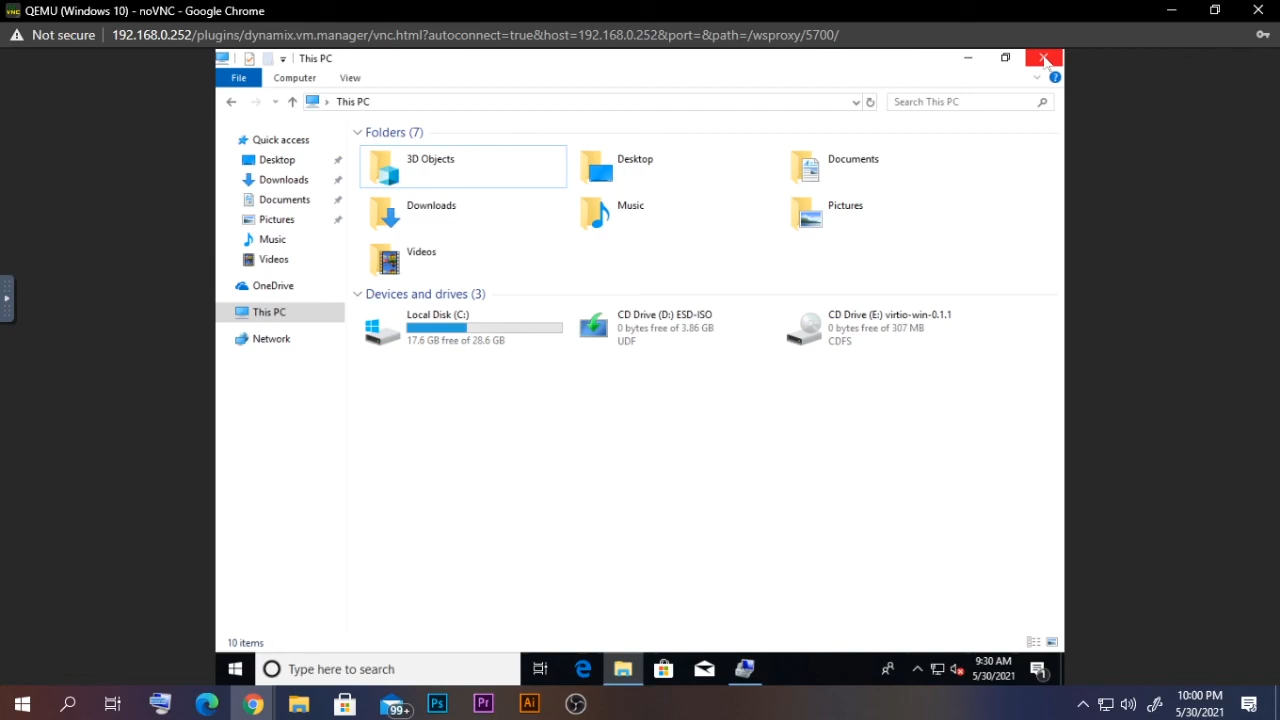 QEMU (Windows 10) - noVNC - Google Chrome
Not secure 192.168.0.252/plugins/dynamix.vm.manager/vnc.html?autoconnect=true&host=192.168.0.252&port=&path=/wsproxy/5700/
This PC
File Computer View
This PC Search This PC
Quick access
Desktop
Downloads
Documents
Pictures
Music
Videos
OneDrive
This PC
Network
Folders (7)
3D Objects Desktop Documents
Downloads Music Pictures
Videos
Devices and drives (3)
Local Disk (C:)
17.6 GB free of 28.6 GB
CD Drive (D:) ESD-ISO
0 bytes free of 3.86 GB
UDF
CD Drive (E:) virtio-win-0.1.1
0 bytes free of 307 MB
CDFS
10 items
Type here to search
9:30 AM
5/30/2021
1
99+
Ps Pr Ai
10:00 PM
5/30/2021